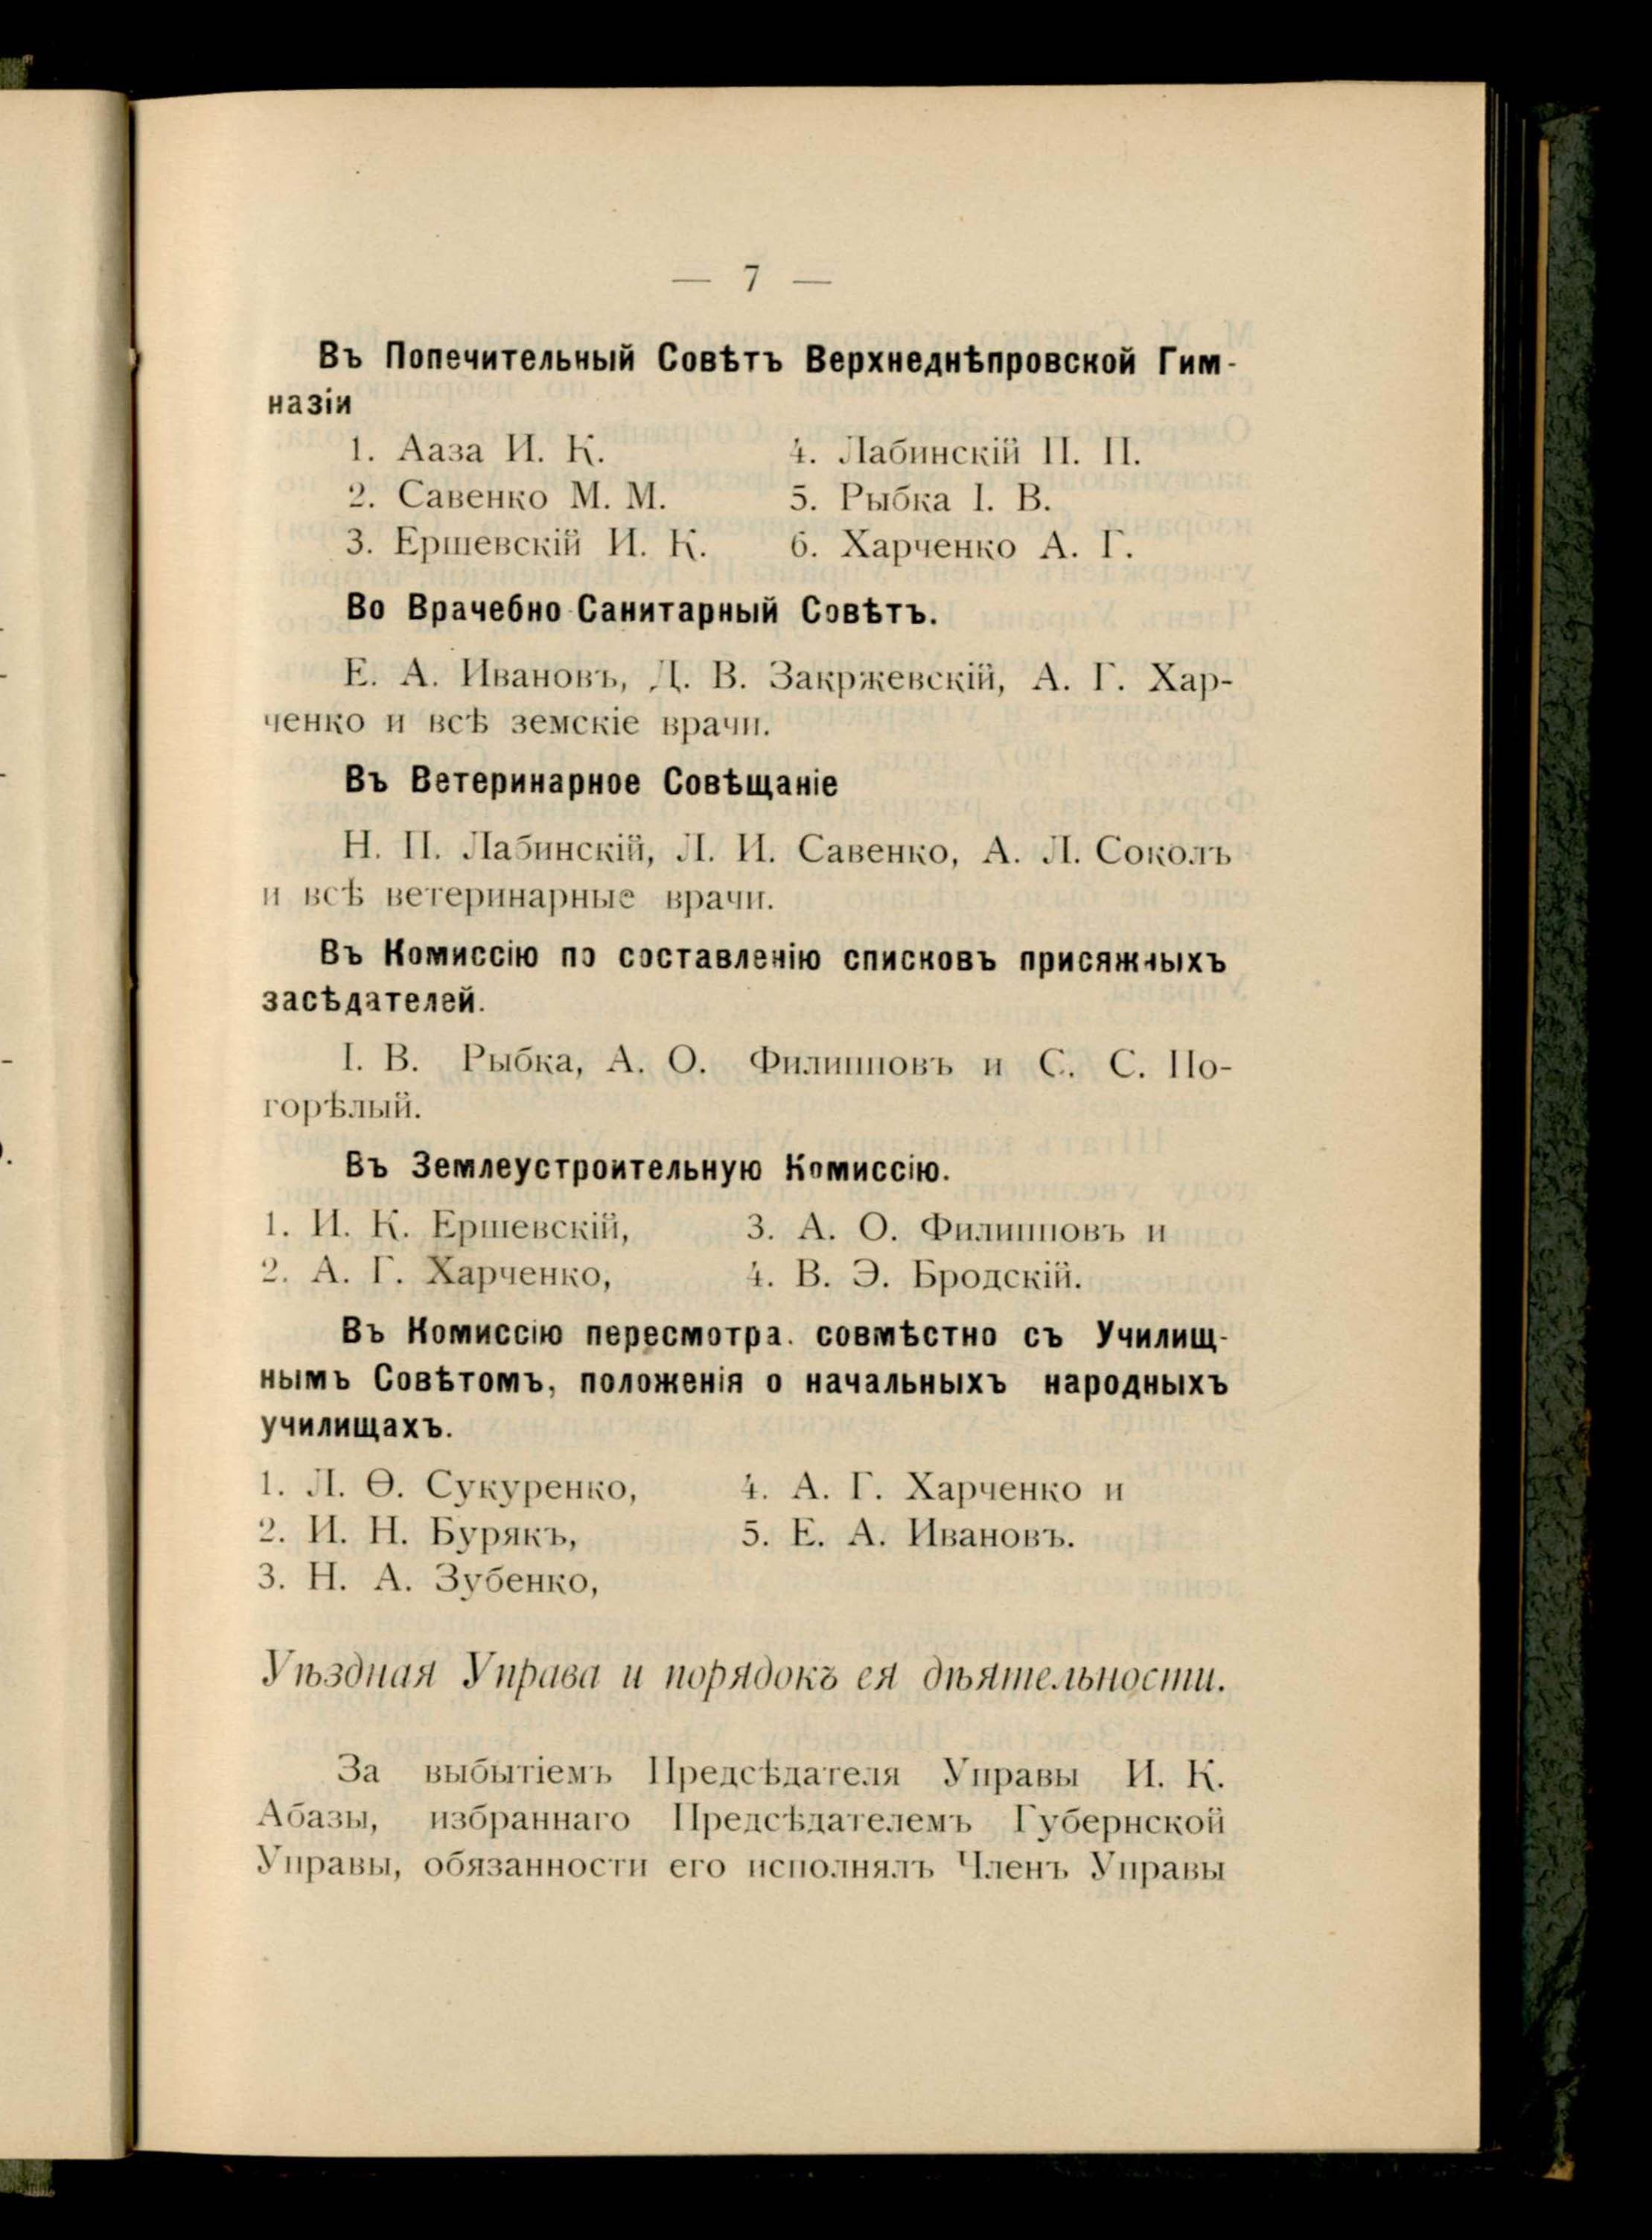 — 7 —
Въ Попечительный Совѣтъ Верхнеднѣпровской Гим-
назіи
1. Ааза И. К. 4. Лабинскій П. П.
2. Савенко М. М. 5. Рыбка І. В.
3. Ершевскій И. К. 6. Харченко А. Г.
Во Врачебно-Санитарный Совѣтъ.
Е. А. Ивановъ, Д. В. Закржевскій, А. Г. Хар-
ченко и всѣ земскіе врачи.
Въ Ветеринарное Совѣщаніе
Н. П. Лабинскій, Л. И. Савенко, А. Л. Соколъ
и всѣ ветеринарные врачи.
Въ Комиссію по составленію списковъ присяжныхъ
засѣдателей.
І. В. Рыбка, А. О. Филипповъ и С. С. По-
горѣлый.
Въ Землеустроительную Комиссію.
1. И. К. Ершевскій, 3. А. О. Филипповъ и
2. А. Г. Харченко, 4. В. Э. Бродскій.
Въ Комиссію пересмотра. совмѣстно съ Училищ-
нымъ Совѣтомъ, положенія о начальныхъ народныхъ
училищахъ.
1. Л. Ѳ. Сукуренко, 4. А. Г. Харченко и
2. И. Н. Бурякъ, 5. Е. А. Ивановъ.
3. Н. А. Зубенко,
Уѣздная Управа и порядокъ ея дѣятельности.
За выбытіемъ Предсѣдателя Управы И. К.
Абазы, избраннаго Предсѣдателемъ Губернской
Управы, обязанности его исполнялъ Членъ Управы